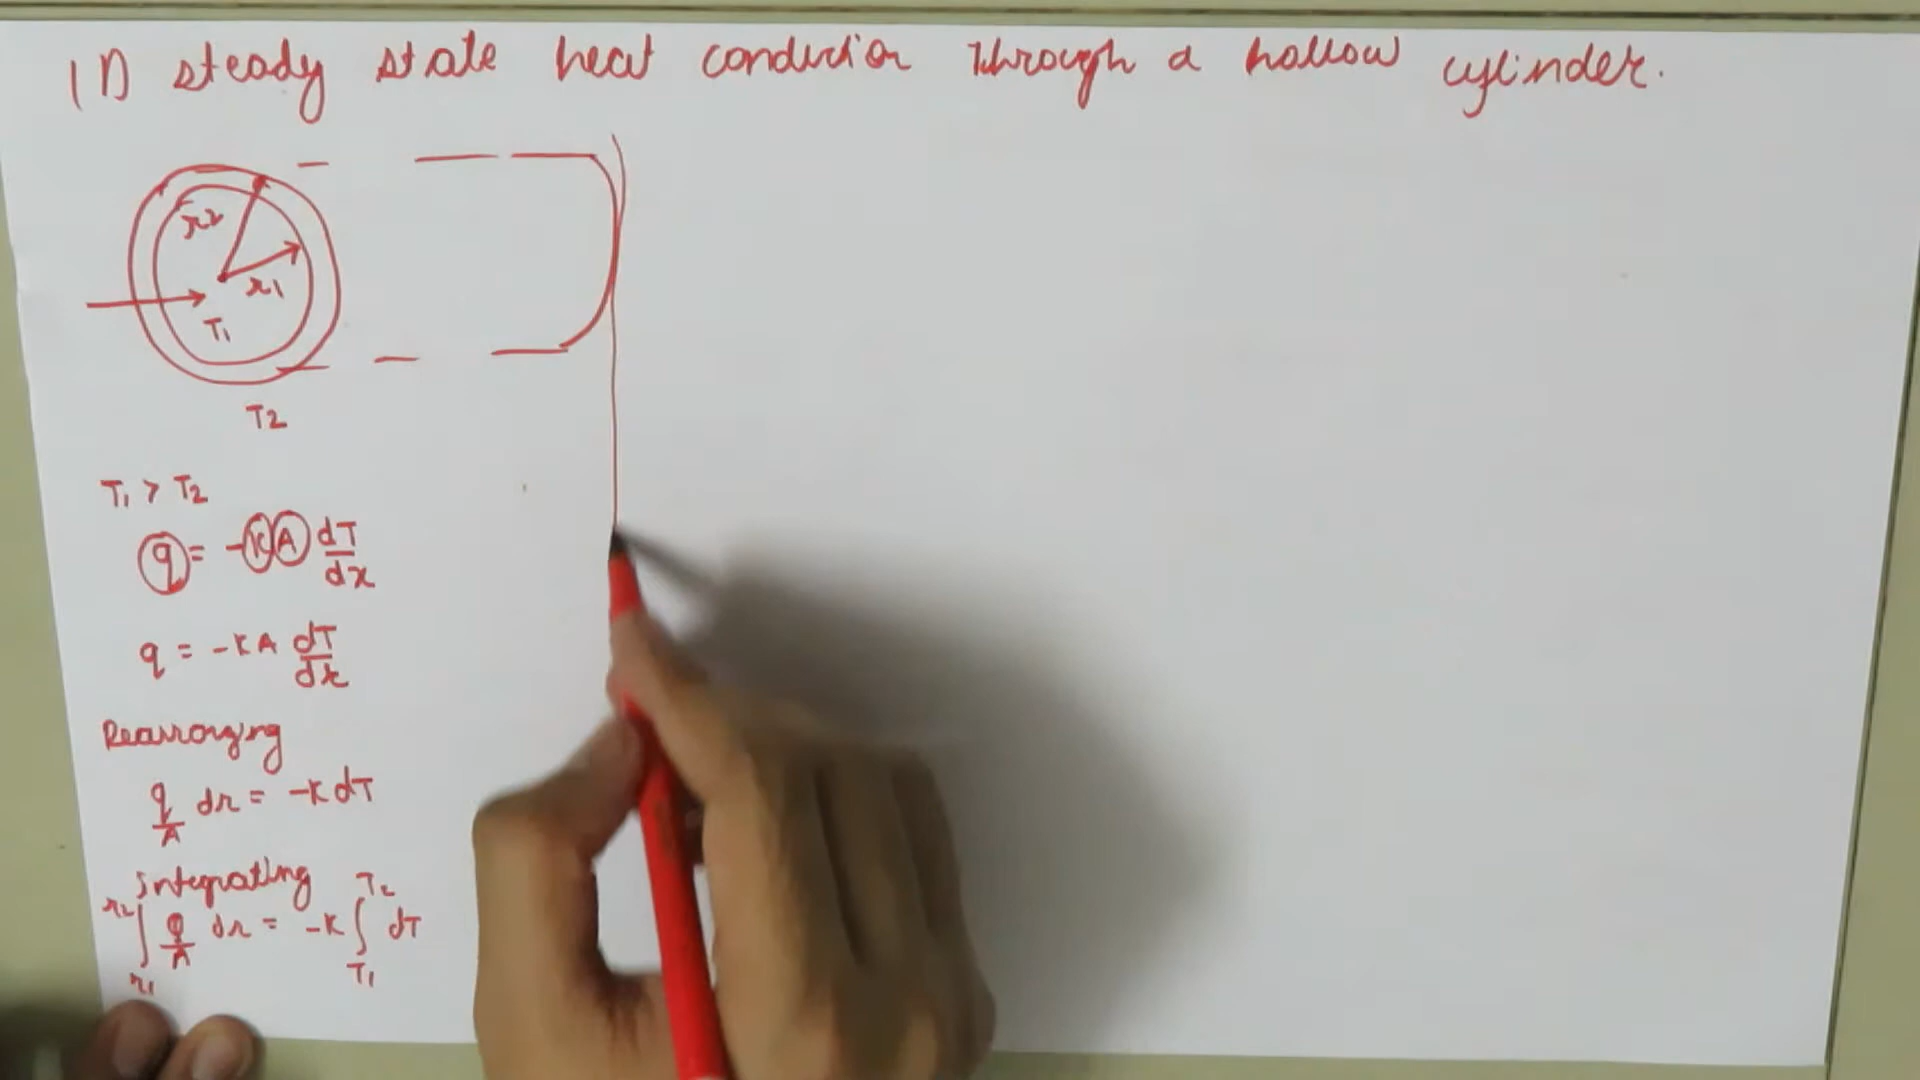 1D steady state heat conduction through a hollow cylinder.
r2
r1
T1
T2
T1 > T2
q = -KA dT/dx
q = -KA dT/dr
Rearranging
q/A dr = -K dT
integrating
∫r1^r2 q/A dr = -K ∫T1^T2 dT